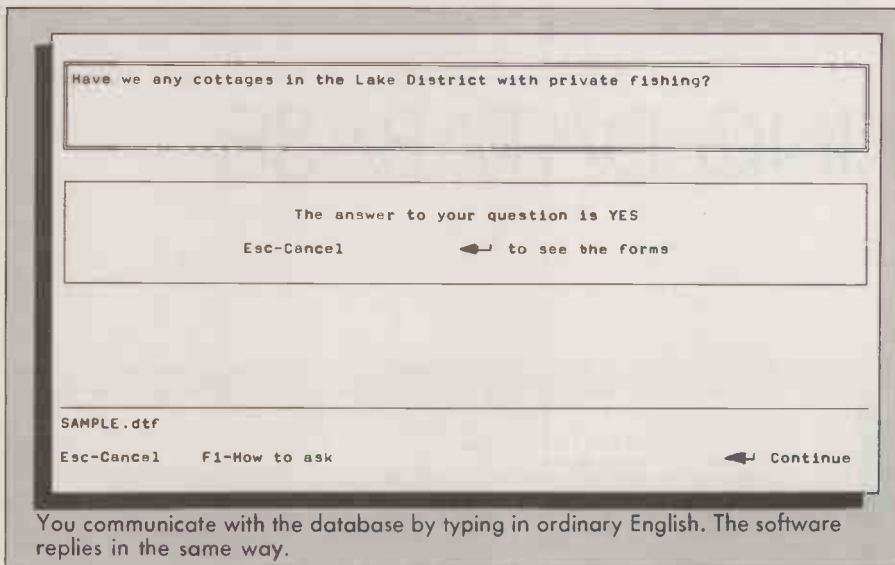 Have we any cottages in the Lake District with private fishing?
The answer to your question is YES
Esc-Cancel ◄┘ to see the forms
SAMPLE.dtf
Esc-Cancel F1-How to ask ◄┘ Continue
You communicate with the database by typing in ordinary English. The software
replies in the same way.